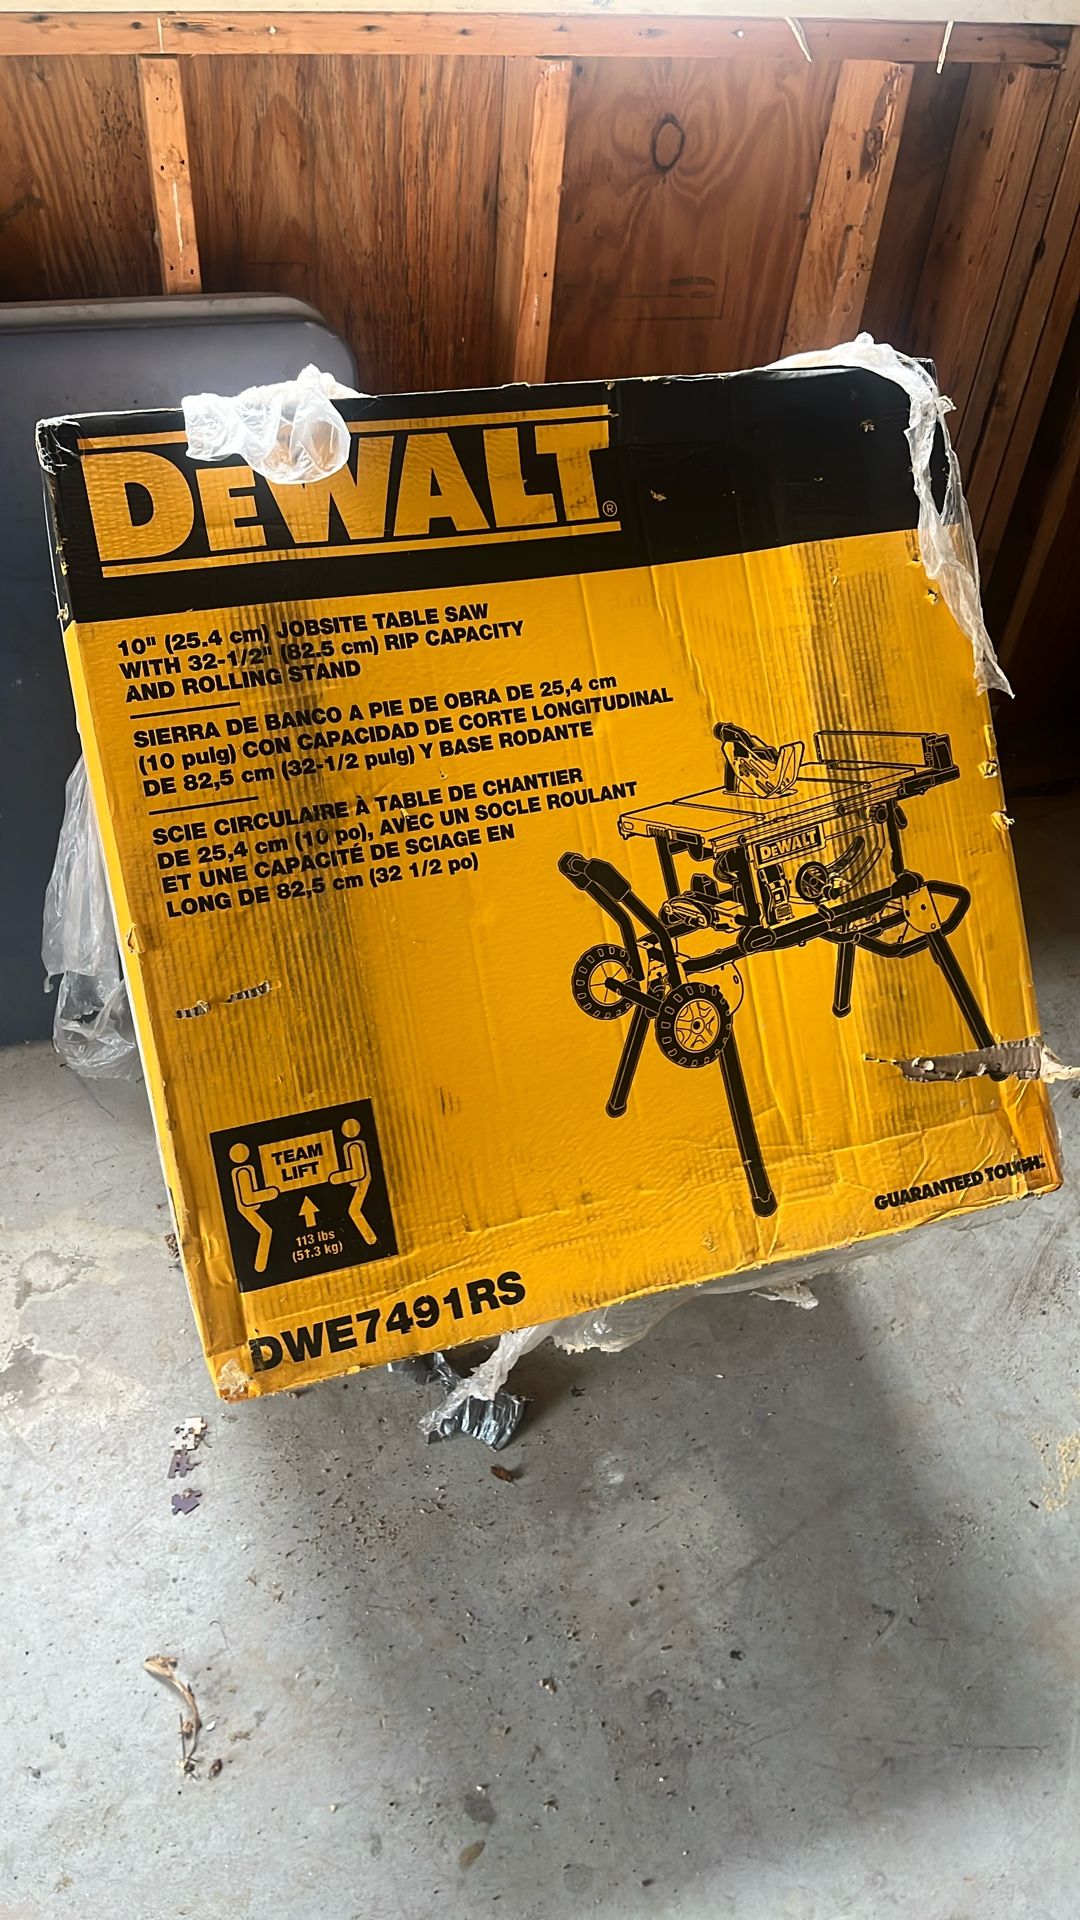 DEWALT®
10" (25.4 cm) JOBSITE TABLE SAW
WITH 32-1/2" (82.5 cm) RIP CAPACITY
AND ROLLING STAND
SIERRA DE BANCO A PIE DE OBRA DE 25,4 cm
(10 pulg) CON CAPACIDAD DE CORTE LONGITUDINAL
DE 82,5 cm (32-1/2 pulg) Y BASE RODANTE
SCIE CIRCULAIRE À TABLE DE CHANTIER
DE 25,4 cm (10 po), AVEC UN SOCLE ROULANT
ET UNE CAPACITÉ DE SCIAGE EN
LONG DE 82,5 cm (32 1/2 po)
DEWALT
TEAM
LIFT
113 lbs
(51.3 kg)
GUARANTEED TOUGH.
DWE7491RS